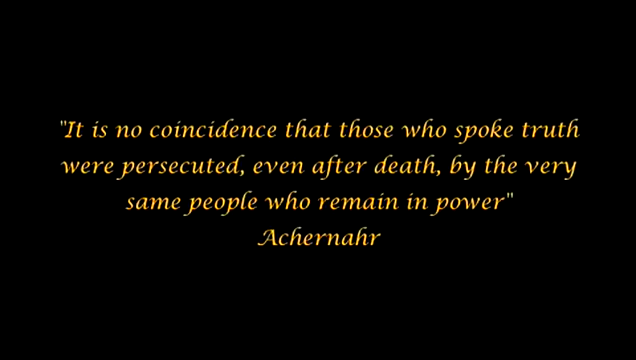 "It is no coincidence that those who spoke truth
were persecuted, even after death, by the very
same people who remain in power"
Achernahr